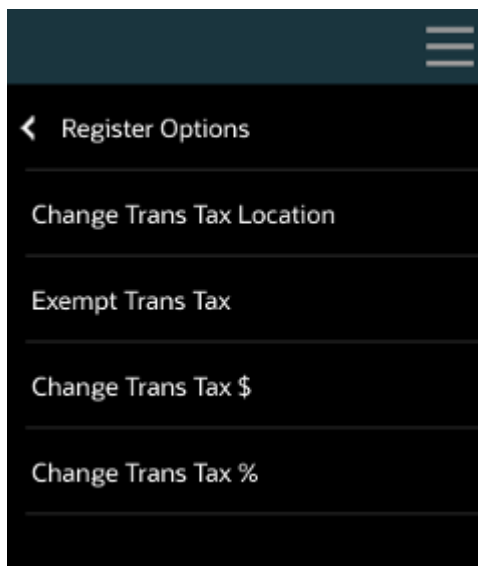 Register Options
Change Trans Tax Location
Exempt Trans Tax
Change Trans Tax $
Change Trans Tax %